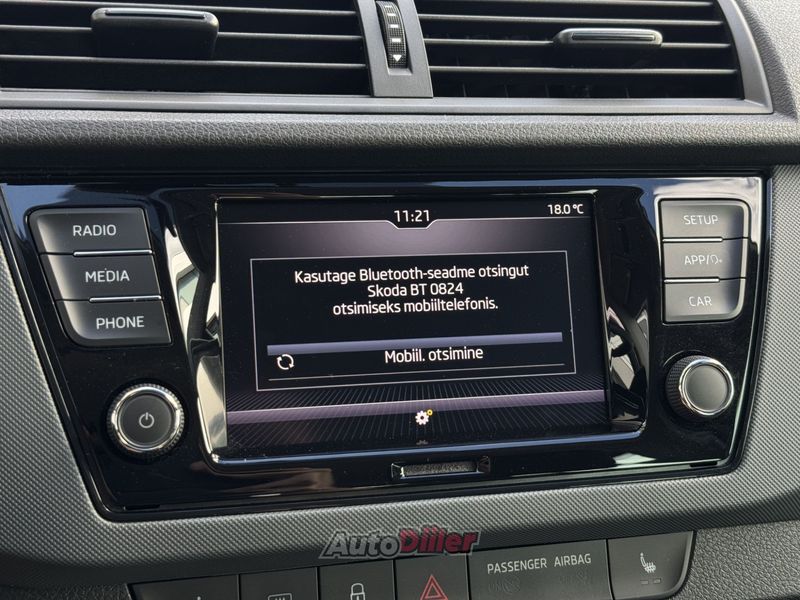 11:21
18.0 °C
RADIO
MEDIA
PHONE
Kasutage Bluetooth-seadme otsingut
Skoda BT 0824
otsimiseks mobiiltelefonis.
Mobiil. otsimine
SETUP
APP/
CAR
AutoDiiler
PASSENGER AIRBAG